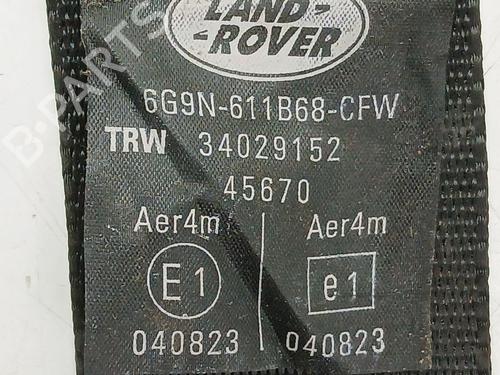 LAND-
-ROVER
6G9N-611B68-CFW
TRW 34029152
45670
Aer4m Aer4m
E1 e1
040823 040823
B-PARTS